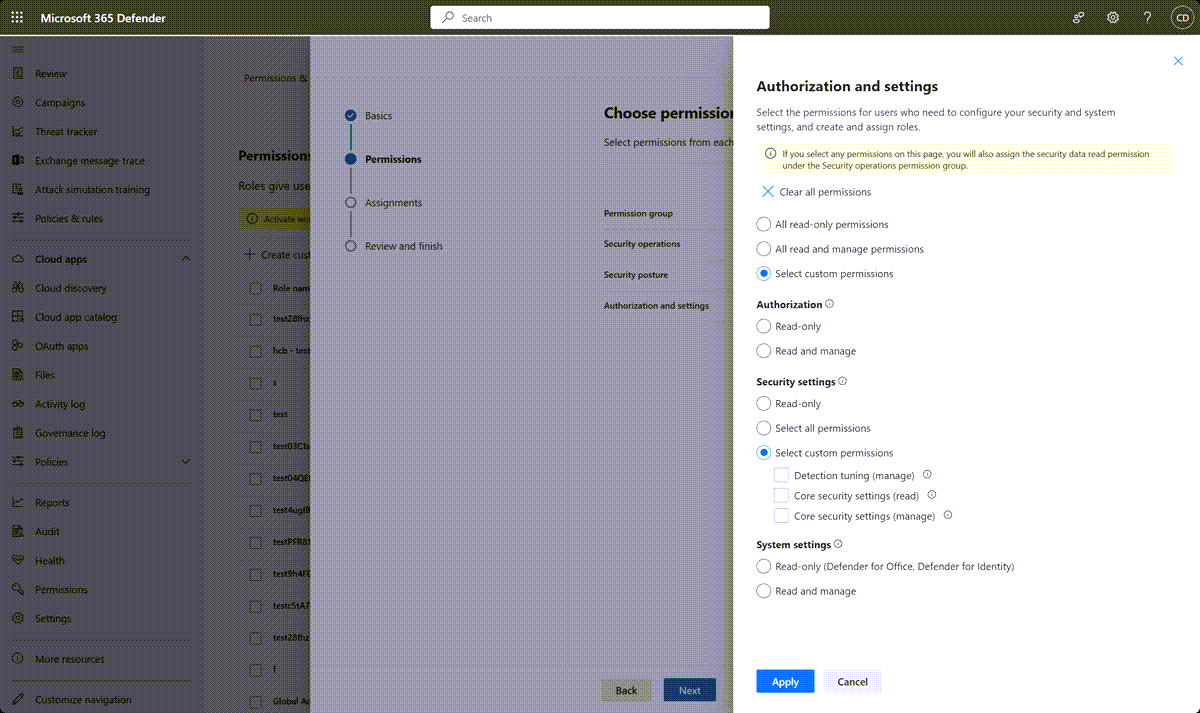 Microsoft 365 Defender
Search
CD
Review
Campaigns
Threat tracker
Exchange message trace
Attack simulation training
Policies & rules
Cloud apps
Cloud discovery
Cloud app catalog
OAuth apps
Files
Activity log
Governance log
Policies
Reports
Audit
Health
Permissions
Settings
More resources
Customize navigation
Permissions &
Permissions
Roles give use
Activate wo
Create cust
Role nam
test28fhz
hcb - test
s
test
test03C1s
test04QE
test4uglB
testPFR81
test9h4FG
testc5tA7
test28fhz
f
Global Ac
Basics
Permissions
Assignments
Review and finish
Choose permission
Select permissions from each
Permission group
Security operations
Security posture
Authorization and settings
Back
Next
Authorization and settings
Select the permissions for users who need to configure your security and system
settings, and create and assign roles.
If you select any permissions on this page, you will also assign the security data read permission
under the Security operations permission group.
Clear all permissions
All read-only permissions
All read and manage permissions
Select custom permissions
Authorization
Read-only
Read and manage
Security settings
Read-only
Select all permissions
Select custom permissions
Detection tuning (manage)
Core security settings (read)
Core security settings (manage)
System settings
Read-only (Defender for Office, Defender for Identity)
Read and manage
Apply
Cancel